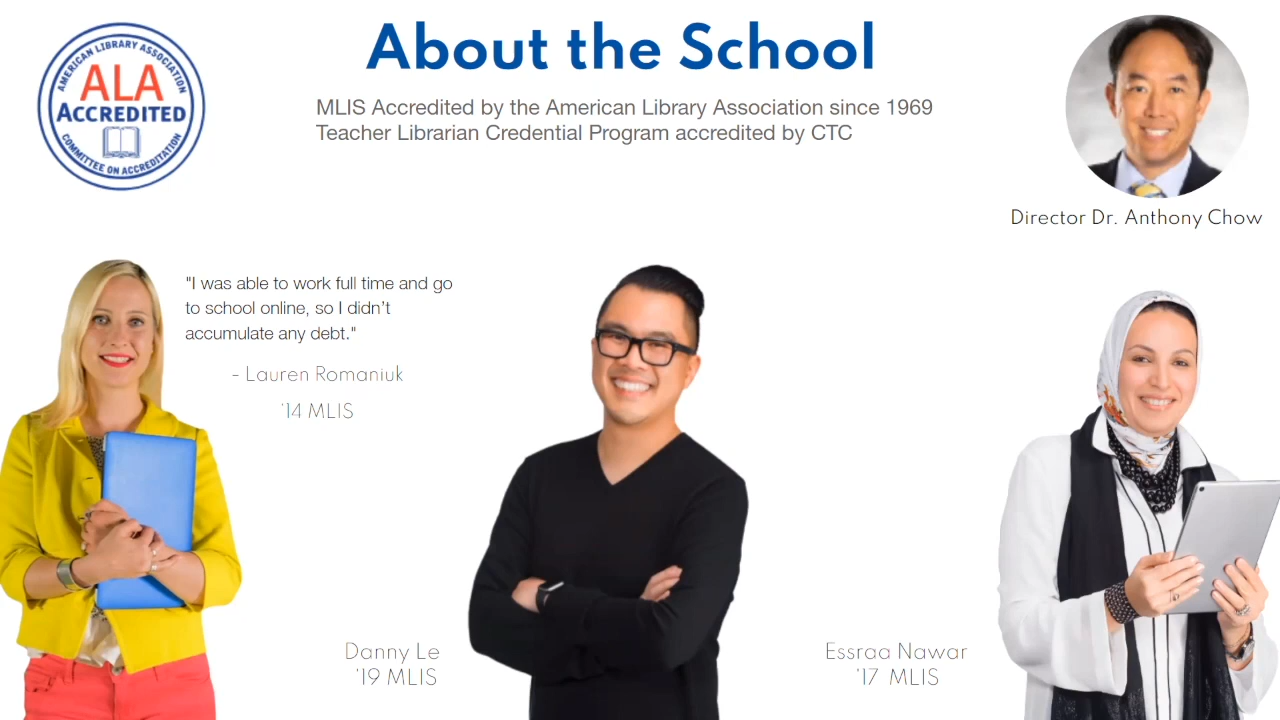 AMERICAN LIBRARY ASSOCIATION
ALA
ACCREDITED
COMMITTEE ON ACCREDITATION
About the School
MLIS Accredited by the American Library Association since 1969
Teacher Librarian Credential Program accredited by CTC
Director Dr. Anthony Chow
"I was able to work full time and go
to school online, so I didn’t
accumulate any debt."
- Lauren Romaniuk
'14 MLIS
Danny Le
'19 MLIS
Essraa Nawar
'17 MLIS